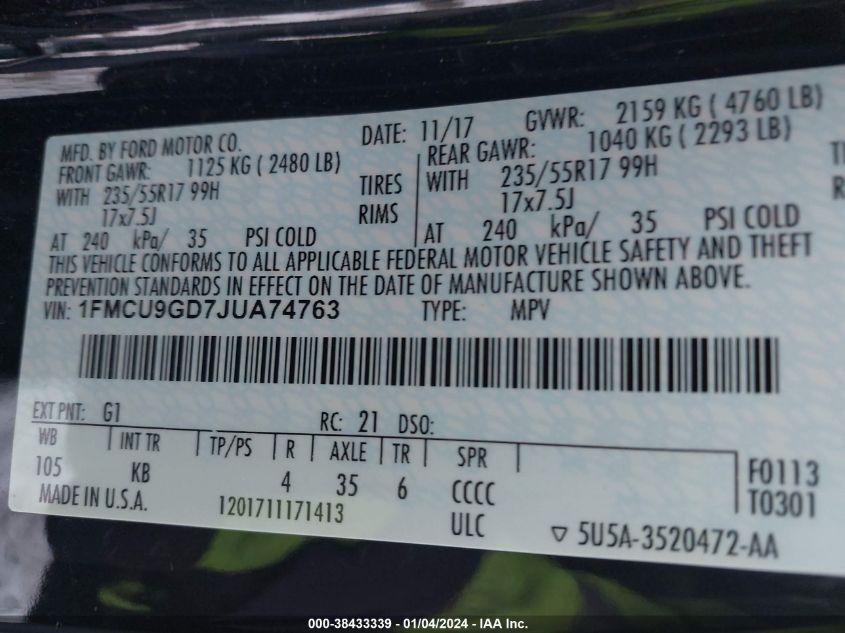 MFD. BY FORD MOTOR CO. DATE: 11/17 GVWR: 2159 KG ( 4760 LB)
FRONT GAWR: 1125 KG ( 2480 LB) REAR GAWR: 1040 KG ( 2293 LB)
WITH 235/55R17 99H TIRES WITH 235/55R17 99H
17x7.5J RIMS 17x7.5J
AT 240 kPa/ 35 PSI COLD AT 240 kPa/ 35 PSI COLD
THIS VEHICLE CONFORMS TO ALL APPLICABLE FEDERAL MOTOR VEHICLE SAFETY AND THEFT
PREVENTION STANDARDS IN EFFECT ON THE DATE OF MANUFACTURE SHOWN ABOVE.
VIN: 1FMCU9GD7JUA74763 TYPE: MPV
EXT PNT: G1 RC: 21 DSO:
WB INT TR TP/PS R AXLE TR SPR
105 KB 4 35 6 CCCC F0113
MADE IN U.S.A. 1201711171413 ULC T0301
5U5A-3520472-AA
000-38433339 - 01/04/2024 - IAAI Inc.